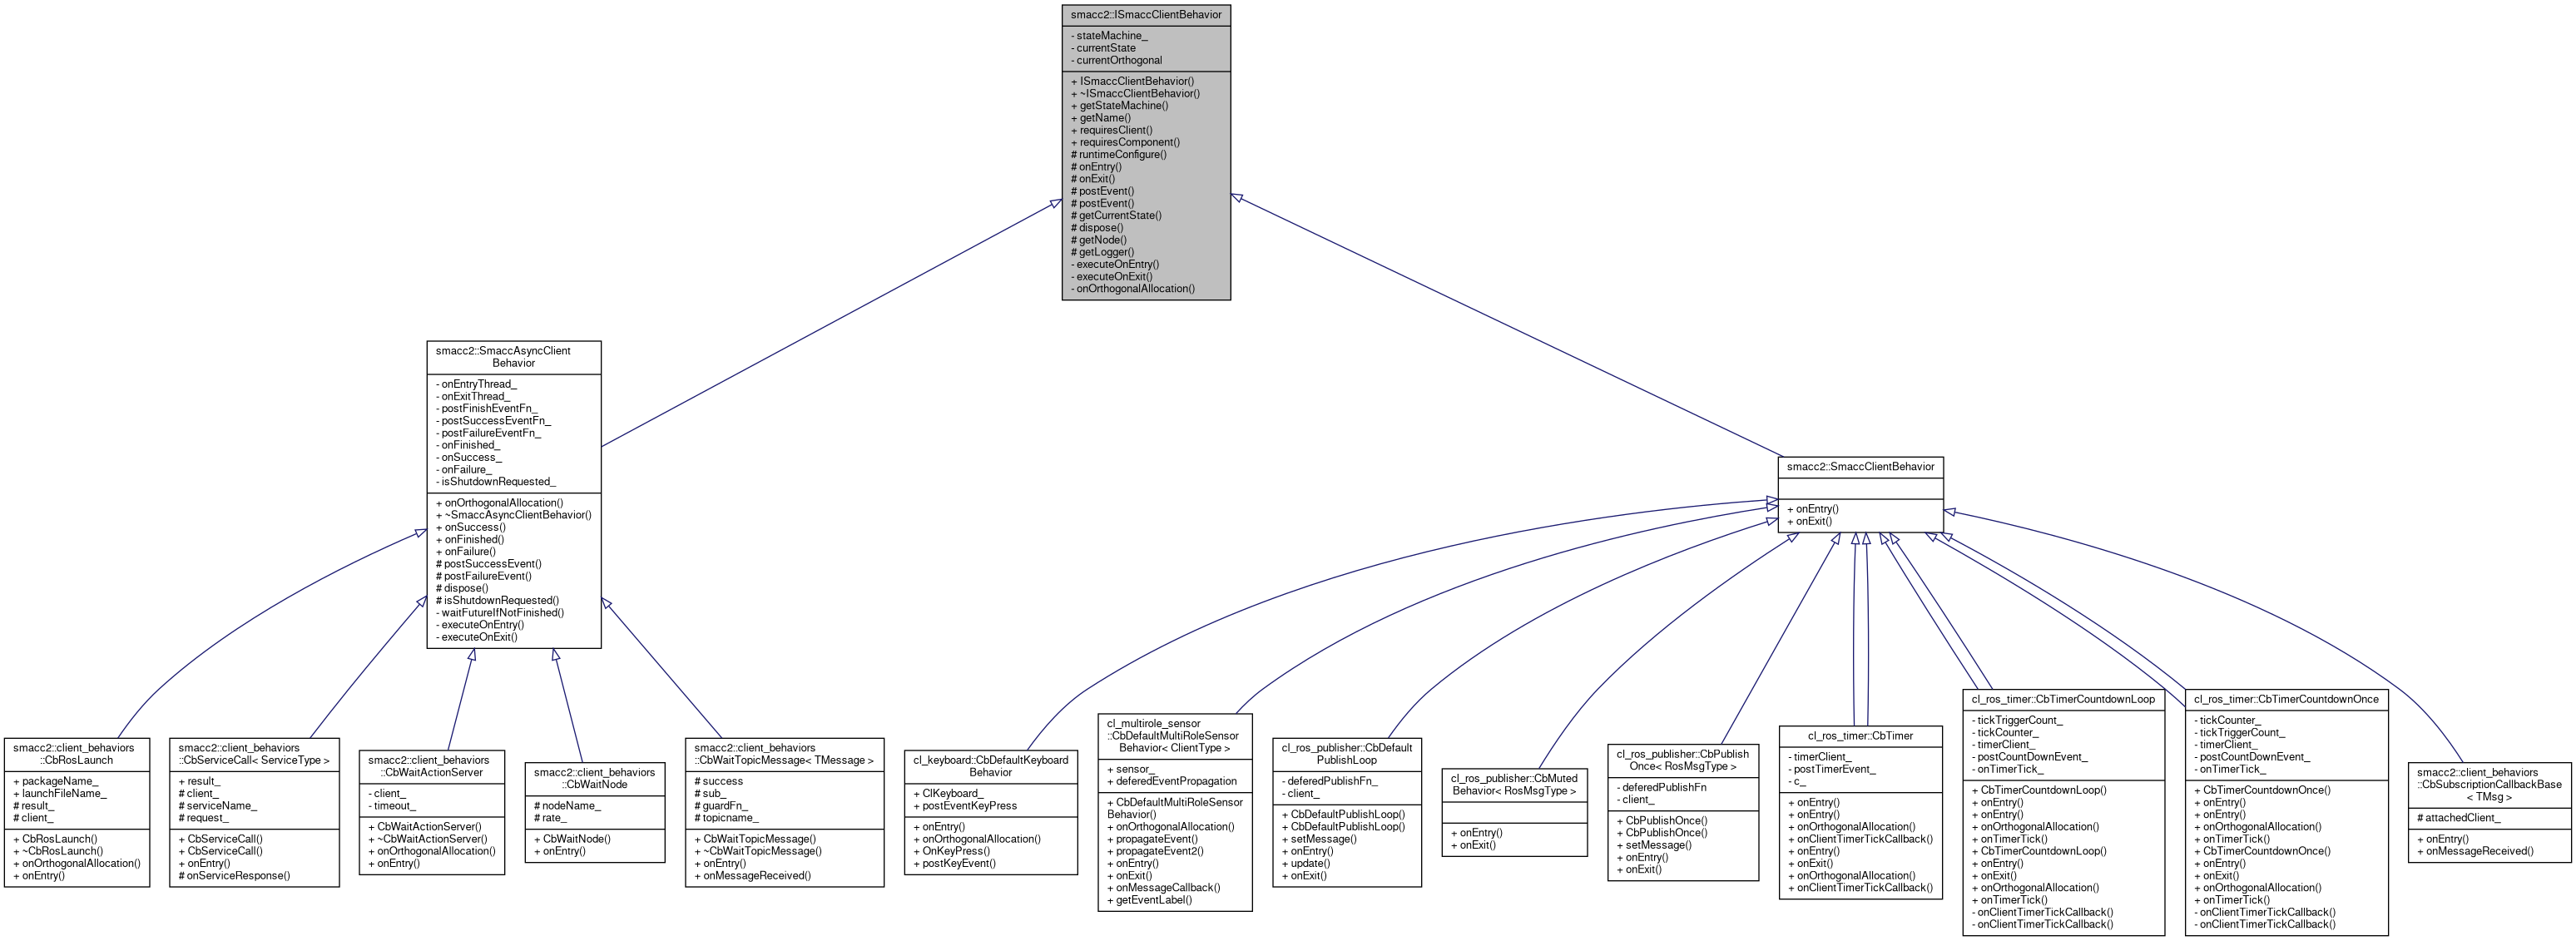 smacc2::ISmaccClientBehavior
- stateMachine_
- currentState
- currentOrthogonal
+ ISmaccClientBehavior()
+ ~ISmaccClientBehavior()
+ getStateMachine()
+ getName()
+ requiresClient()
+ requiresComponent()
# runtimeConfigure()
# onEntry()
# onExit()
# postEvent()
# postEvent()
# getCurrentState()
# dispose()
# getNode()
# getLogger()
- executeOnEntry()
- executeOnExit()
- onOrthogonalAllocation()
smacc2::SmaccAsyncClient
Behavior
- onEntryThread_
- onExitThread_
- postFinishEventFn_
- postSuccessEventFn_
- postFailureEventFn_
- onFinished_
- onSuccess_
- onFailure_
- isShutdownRequested_
+ onOrthogonalAllocation()
+ ~SmaccAsyncClientBehavior()
+ onSuccess()
+ onFinished()
+ onFailure()
# postSuccessEvent()
# postFailureEvent()
# dispose()
# isShutdownRequested()
- waitFutureIfNotFinished()
- executeOnEntry()
- executeOnExit()
smacc2::SmaccClientBehavior
+ onEntry()
+ onExit()
smacc2::client_behaviors
::CbRosLaunch
+ packageName_
+ launchFileName_
# result_
# client_
+ CbRosLaunch()
+ ~CbRosLaunch()
+ onOrthogonalAllocation()
+ onEntry()
smacc2::client_behaviors
::CbServiceCall< ServiceType >
+ result_
# client_
# serviceName_
# request_
+ CbServiceCall()
+ CbServiceCall()
+ onEntry()
# onServiceResponse()
smacc2::client_behaviors
::CbWaitActionServer
- client_
- timeout_
+ CbWaitActionServer()
+ ~CbWaitActionServer()
+ onOrthogonalAllocation()
+ onEntry()
smacc2::client_behaviors
::CbWaitNode
# nodeName_
# rate_
+ CbWaitNode()
+ onEntry()
smacc2::client_behaviors
::CbWaitTopicMessage< TMessage >
# success
# sub_
# guardFn_
# topicname_
+ CbWaitTopicMessage()
+ ~CbWaitTopicMessage()
+ onEntry()
+ onMessageReceived()
cl_keyboard::CbDefaultKeyboard
Behavior
+ ClKeyboard_
+ postEventKeyPress
+ onEntry()
+ onOrthogonalAllocation()
+ OnKeyPress()
+ postKeyEvent()
cl_multirole_sensor
::CbDefaultMultiRoleSensor
Behavior< ClientType >
+ sensor_
+ deferedEventPropagation
+ CbDefaultMultiRoleSensor
Behavior()
+ onOrthogonalAllocation()
+ propagateEvent()
+ propagateEvent2()
+ onEntry()
+ onExit()
+ onMessageCallback()
+ getEventLabel()
cl_ros_publisher::CbDefault
PublishLoop
- deferedPublishFn_
- client_
+ CbDefaultPublishLoop()
+ CbDefaultPublishLoop()
+ setMessage()
+ onEntry()
+ update()
+ onExit()
cl_ros_publisher::CbMuted
Behavior< RosMsgType >
+ onEntry()
+ onExit()
cl_ros_publisher::CbPublish
Once< RosMsgType >
- deferedPublishFn
- client_
+ CbPublishOnce()
+ CbPublishOnce()
+ setMessage()
+ onEntry()
+ onExit()
cl_ros_timer::CbTimer
- timerClient_
- postTimerEvent_
- c_
+ onEntry()
+ onEntry()
+ onOrthogonalAllocation()
+ onClientTimerTickCallback()
+ onEntry()
+ onExit()
+ onOrthogonalAllocation()
+ onClientTimerTickCallback()
cl_ros_timer::CbTimerCountdownLoop
- tickTriggerCount_
- tickCounter_
- timerClient_
- postCountDownEvent_
- onTimerTick_
+ CbTimerCountdownLoop()
+ onEntry()
+ onEntry()
+ onOrthogonalAllocation()
+ onTimerTick()
+ CbTimerCountdownLoop()
+ onEntry()
+ onExit()
+ onOrthogonalAllocation()
+ onTimerTick()
- onClientTimerTickCallback()
- onClientTimerTickCallback()
cl_ros_timer::CbTimerCountdownOnce
- tickCounter_
- tickTriggerCount_
- timerClient_
- postCountDownEvent_
- onTimerTick_
+ CbTimerCountdownOnce()
+ onEntry()
+ onEntry()
+ onOrthogonalAllocation()
+ onTimerTick()
+ CbTimerCountdownOnce()
+ onEntry()
+ onExit()
+ onOrthogonalAllocation()
+ onTimerTick()
- onClientTimerTickCallback()
- onClientTimerTickCallback()
smacc2::client_behaviors
::CbSubscriptionCallbackBase
< TMsg >
# attachedClient_
+ onEntry()
+ onMessageReceived()